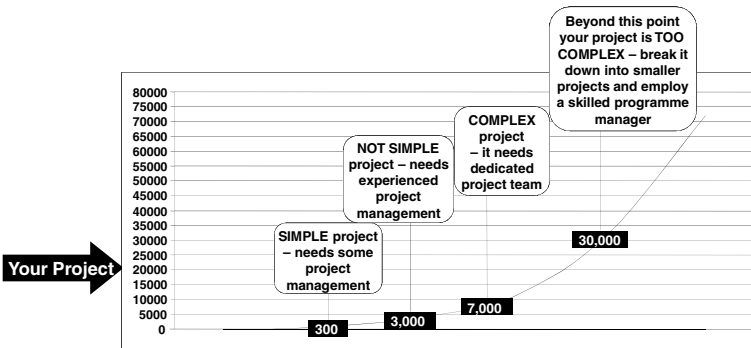 Beyond this point
your project is TOO
COMPLEX – break it
down into smaller
projects and employ
a skilled programme
manager
COMPLEX
project
– it needs
dedicated
project team
NOT SIMPLE
project – needs
experienced
project
management
SIMPLE project
– needs some
project
management
Your Project
80000
75000
70000
65000
60000
55000
50000
45000
40000
35000
30000
25000
20000
15000
10000
5000
0
300
3,000
7,000
30,000